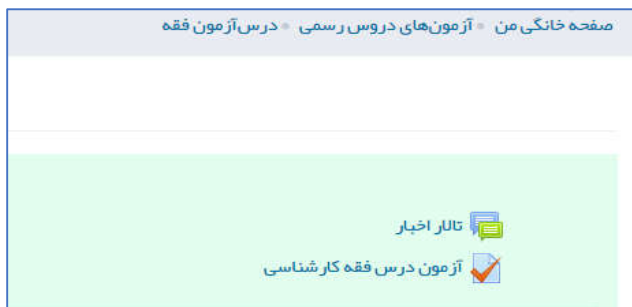 صفحه خانگی من ● آزمون‌های دروس رسمی ● درس‌آزمون فقه
تالار اخبار
آزمون درس فقه کارشناسی